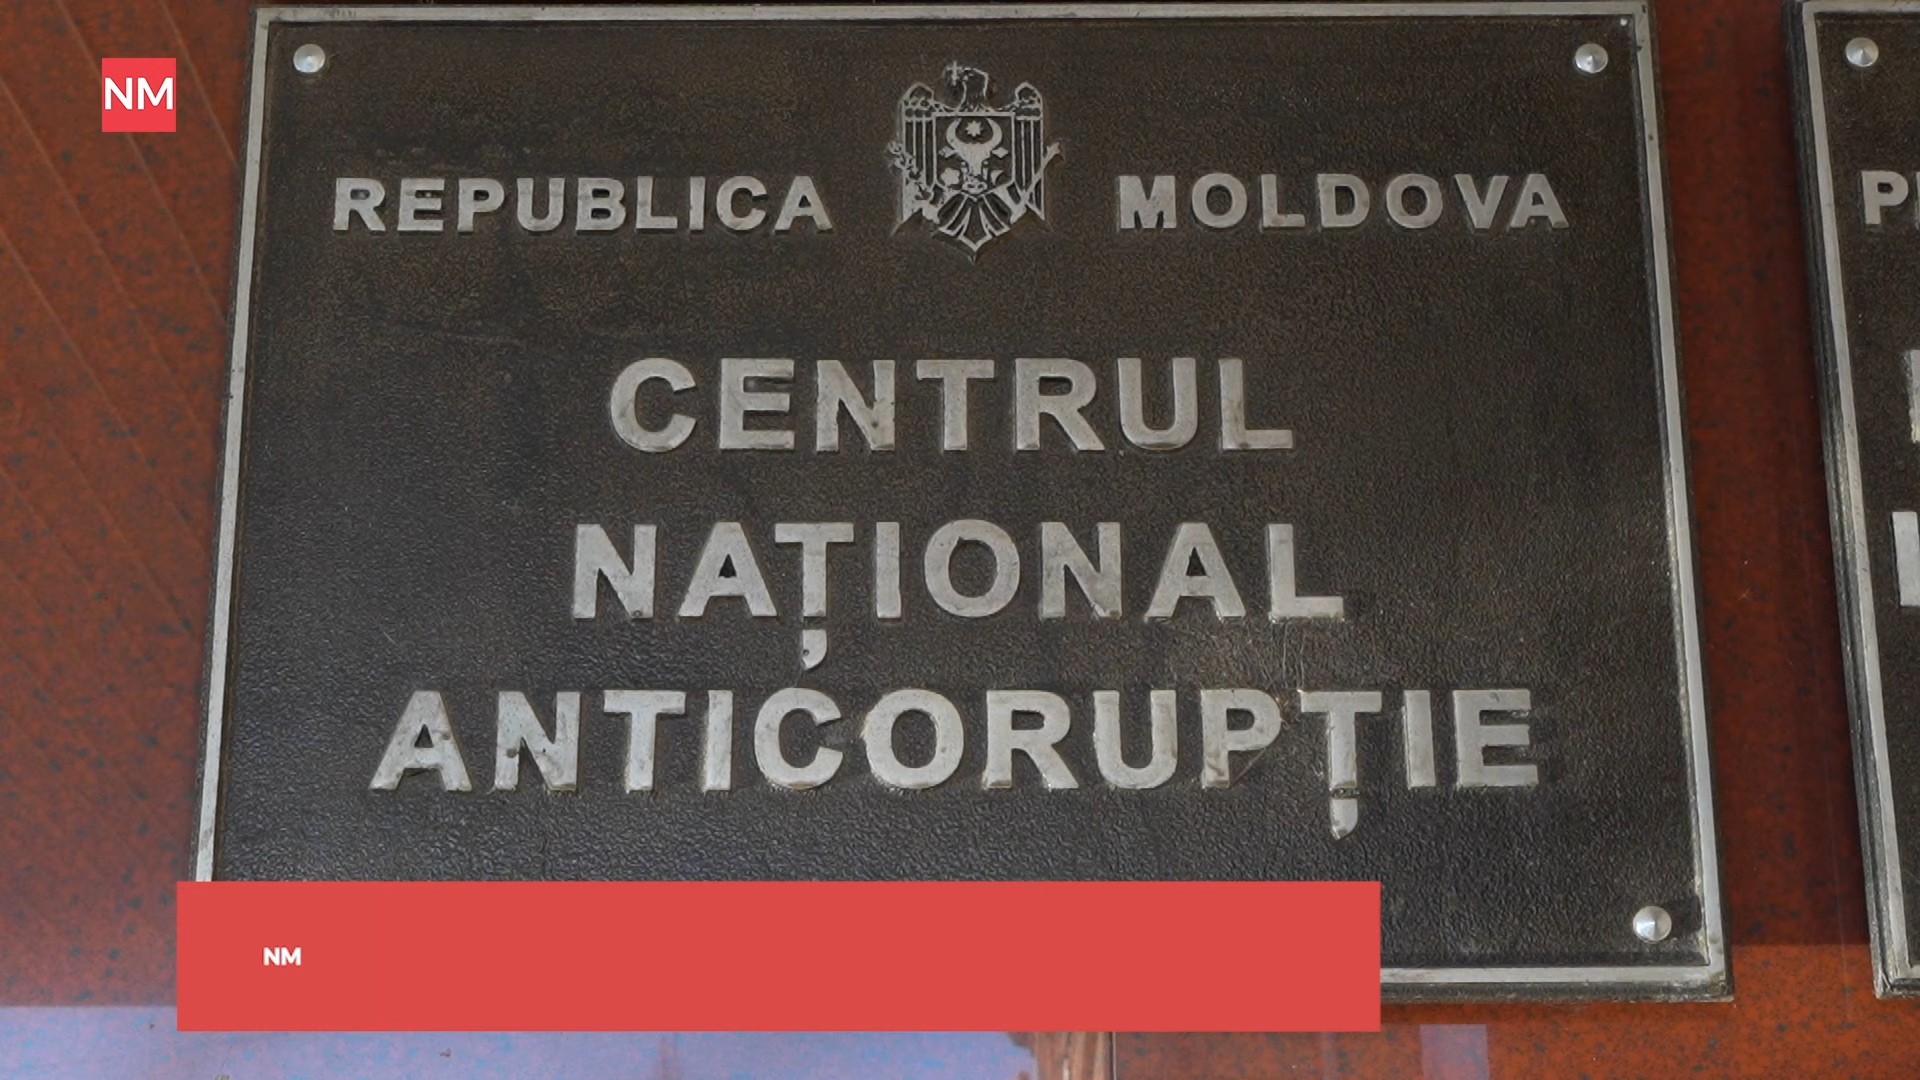 NM
REPUBLICA MOLDOVA
CENTRUL
NAȚIONAL
ANTICORUPȚIE
NM